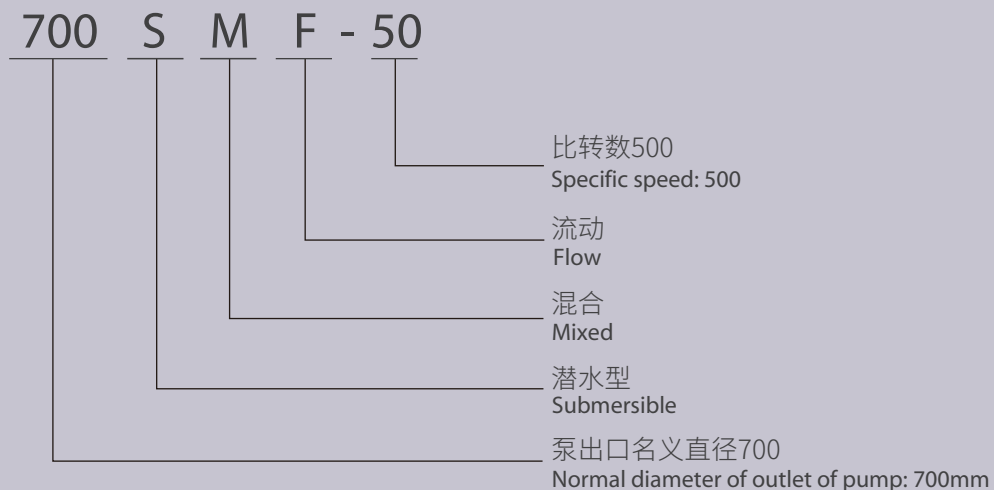 700 S M F - 50
比转数500
Specific speed: 500
流动
Flow
混合
Mixed
潜水型
Submersible
泵出口名义直径700
Normal diameter of outlet of pump: 700mm